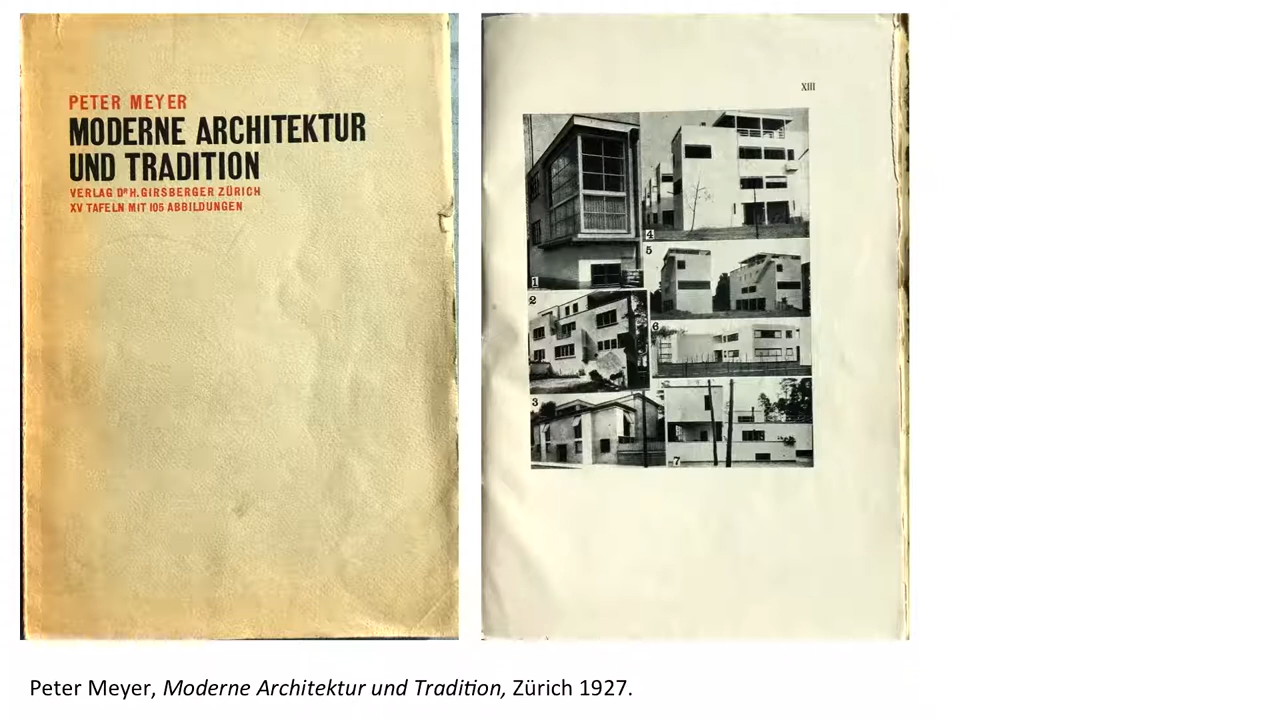 PETER MEYER
MODERNE ARCHITEKTUR
UND TRADITION
VERLAG DR H. GIRSBERGER ZÜRICH
XV TAFELN MIT 105 ABBILDUNGEN
XIII
1
4
5
2
6
3
7
Peter Meyer, Moderne Architektur und Tradition, Zürich 1927.